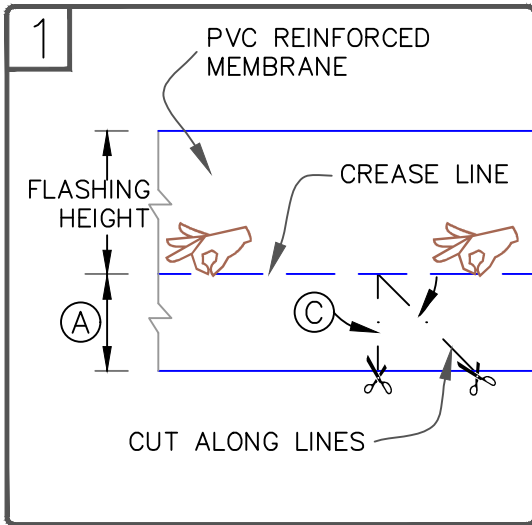 1
PVC REINFORCED
MEMBRANE
CREASE LINE
FLASHING
HEIGHT
A
C
CUT ALONG LINES